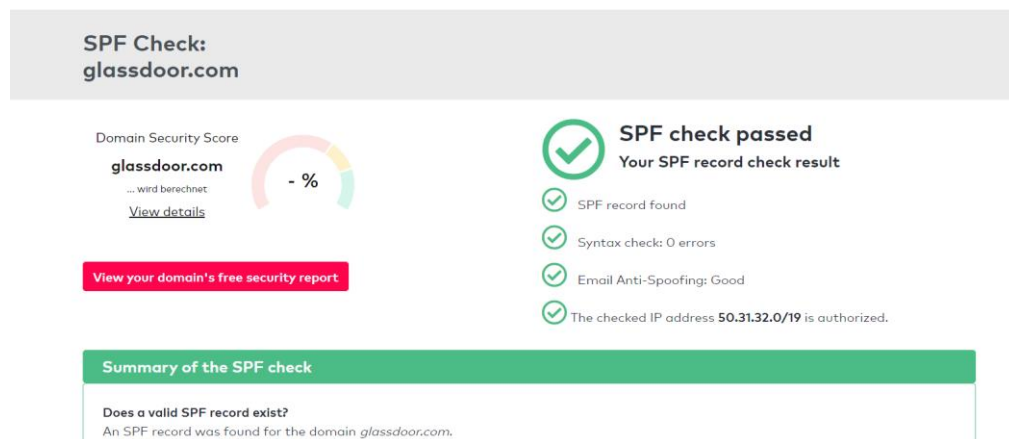 SPF Check:
glassdoor.com
Domain Security Score
glassdoor.com
... wird berechnet
View details
- %
View your domain's free security report
SPF check passed
Your SPF record check result
SPF record found
Syntax check: 0 errors
Email Anti-Spoofing: Good
The checked IP address 50.31.32.0/19 is authorized.
Summary of the SPF check
Does a valid SPF record exist?
An SPF record was found for the domain glassdoor.com.